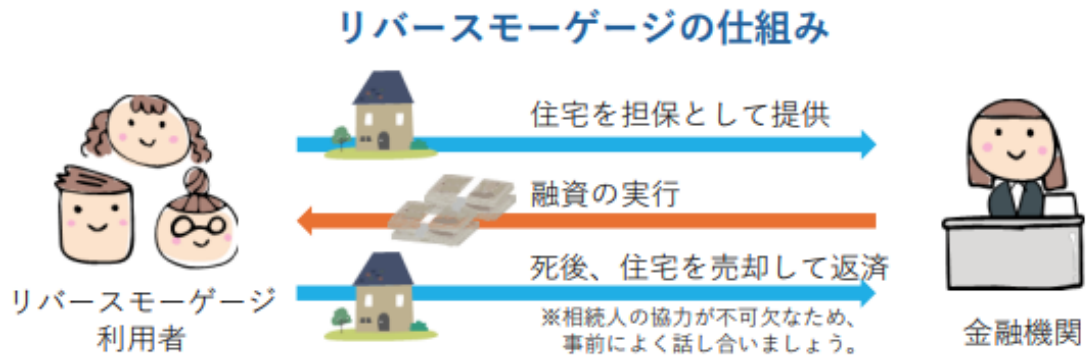 リバースモーゲージの仕組み
住宅を担保として提供
融資の実行
死後、住宅を売却して返済
※相続人の協力が不可欠なため、
事前によく話し合いましょう。
リバースモーゲージ
利用者
金融機関